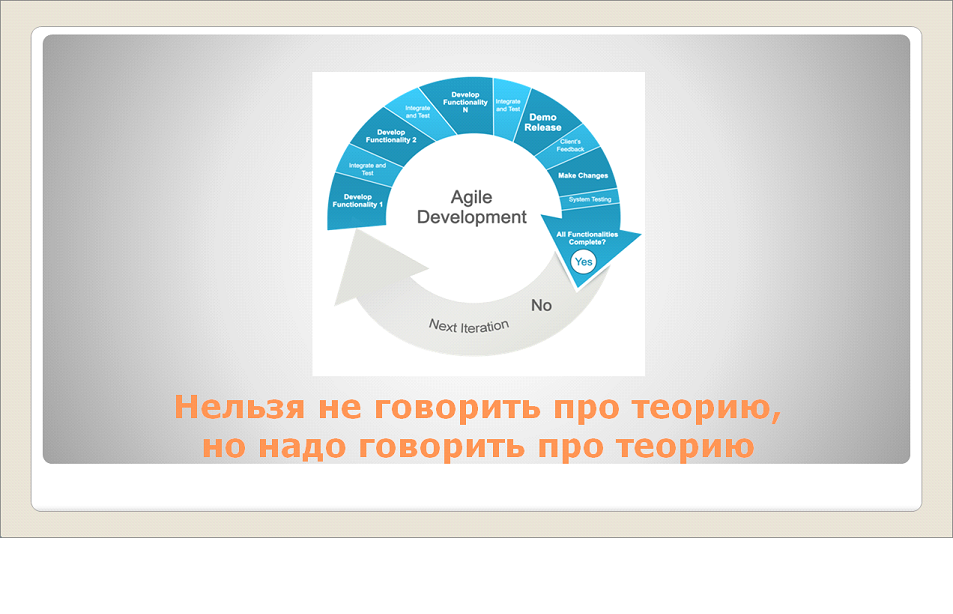 Develop
Functionality 1
Integrate and
Test
Develop
Functionality 2
Integrate
and Test
Develop
Functionality
N
Integrate
and Test
Demo
Release
Client's
Feedback
Make Changes
System Testing
All Functionalities
Complete?
Yes
No
Next Iteration
Agile
Development
Нельзя не говорить про теорию,
но надо говорить про теорию